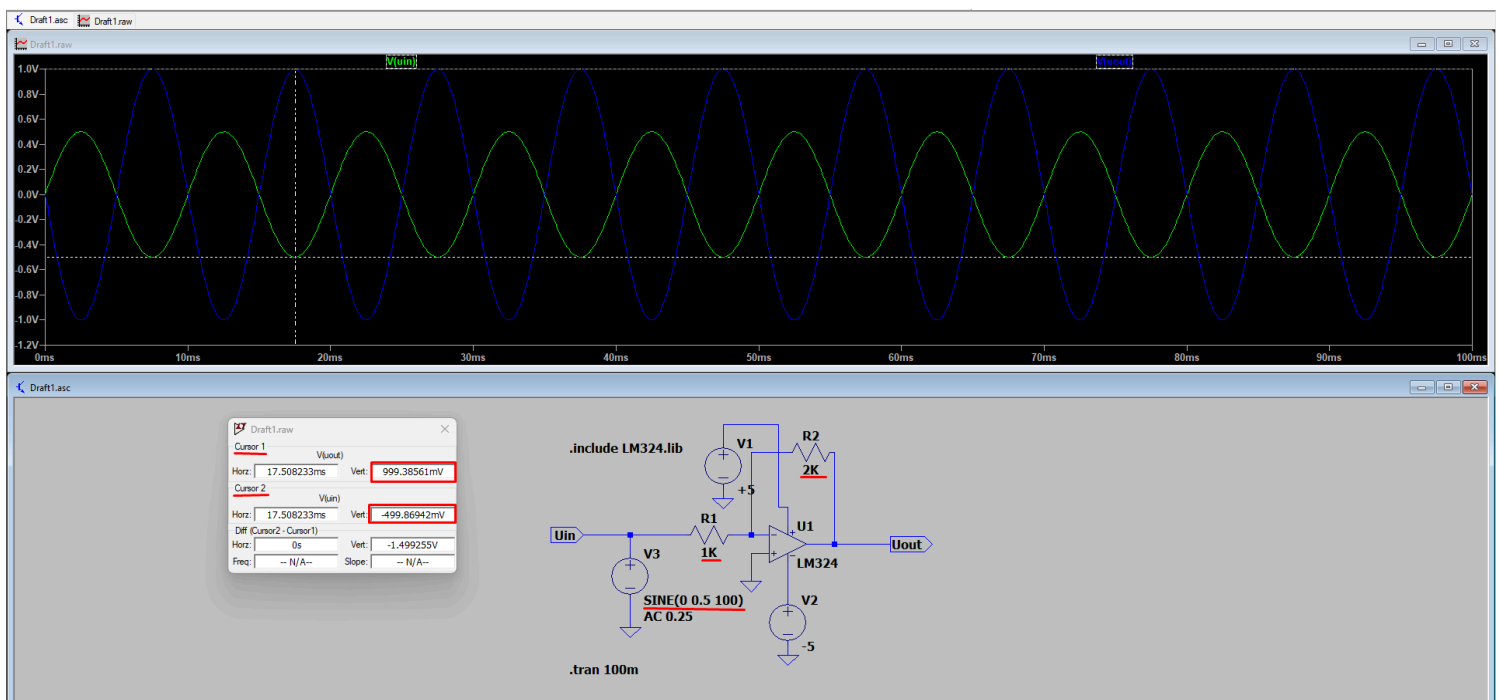 Draft1.asc Draft1.raw
Draft1.raw
V(uin) V(uout)
1.0V
0.8V
0.6V
0.4V
0.2V
0.0V
-0.2V
-0.4V
-0.6V
-0.8V
-1.0V
-1.2V
0ms 10ms 20ms 30ms 40ms 50ms 60ms 70ms 80ms 90ms 100ms
Draft1.asc
Draft1.raw
Cursor 1
V(uout)
Horz: 17.508233ms Vert: 999.38561mV
Cursor 2
V(uin)
Horz: 17.508233ms Vert: -499.86942mV
Diff (Cursor2 - Cursor1)
Horz: 0s Vert: -1.499255V
Freq: -- N/A-- Slope: -- N/A--
.include LM324.lib
V1
+5
R2
2K
R1
1K
U1
LM324
Uin
Uout
V3
SINE(0 0.5 100)
AC 0.25
V2
-5
.tran 100m